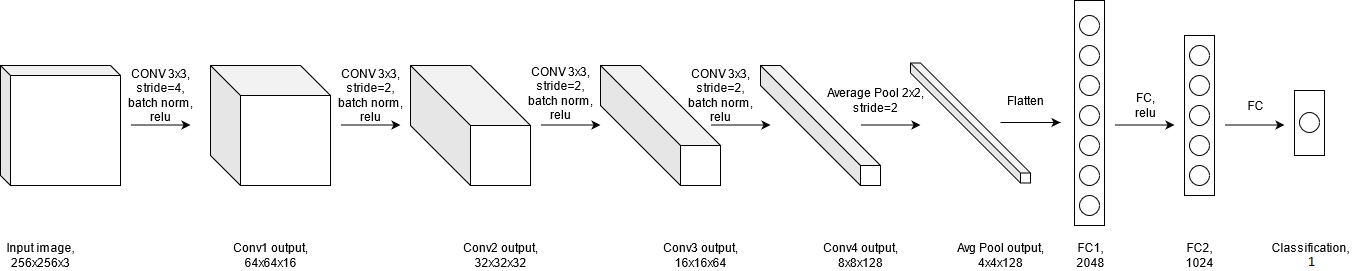 CONV 3x3,
stride=4,
batch norm,
relu
CONV 3x3,
stride=2,
batch norm,
relu
CONV 3x3,
stride=2,
batch norm,
relu
CONV 3x3,
stride=2,
batch norm,
relu
Average Pool 2x2,
stride=2
Flatten
FC,
relu
FC
Input image,
256x256x3
Conv1 output,
64x64x16
Conv2 output,
32x32x32
Conv3 output,
16x16x64
Conv4 output,
8x8x128
Avg Pool output,
4x4x128
FC1,
2048
FC2,
1024
Classification,
1